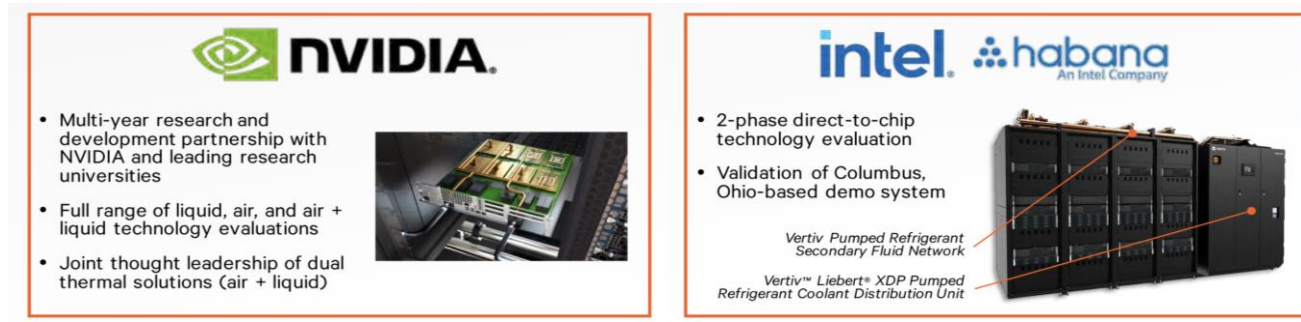 NVIDIA.
• Multi-year research and
development partnership with
NVIDIA and leading research
universities
• Full range of liquid, air, and air +
liquid technology evaluations
• Joint thought leadership of dual
thermal solutions (air + liquid)
intel. habana
An Intel Company
• 2-phase direct-to-chip
technology evaluation
• Validation of Columbus,
Ohio-based demo system
Vertiv Pumped Refrigerant
Secondary Fluid Network
Vertiv™ Liebert® XDP Pumped
Refrigerant Coolant Distribution Unit